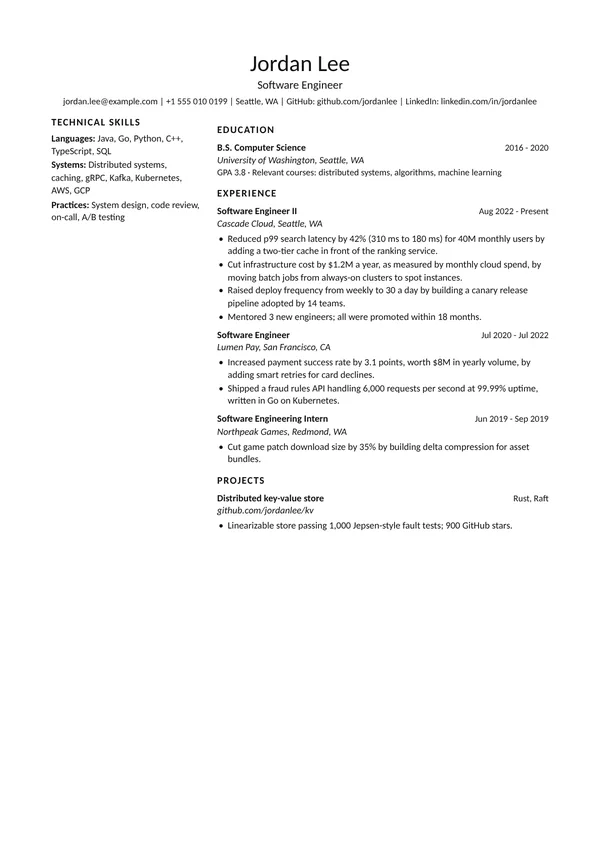 Jordan Lee
Software Engineer
jordan.lee@example.com | +1 555 010 0199 | Seattle, WA | GitHub: github.com/jordanlee | LinkedIn: linkedin.com/in/jordanlee
TECHNICAL SKILLS
Languages: Java, Go, Python, C++,
TypeScript, SQL
Systems: Distributed systems,
caching, gRPC, Kafka, Kubernetes,
AWS, GCP
Practices: System design, code review,
on-call, A/B testing
EDUCATION
B.S. Computer Science 2016 - 2020
University of Washington, Seattle, WA
GPA 3.8 · Relevant courses: distributed systems, algorithms, machine learning
EXPERIENCE
Software Engineer II Aug 2022 - Present
Cascade Cloud, Seattle, WA
• Reduced p99 search latency by 42% (310 ms to 180 ms) for 40M monthly users by
adding a two-tier cache in front of the ranking service.
• Cut infrastructure cost by $1.2M a year, as measured by monthly cloud spend, by
moving batch jobs from always-on clusters to spot instances.
• Raised deploy frequency from weekly to 30 a day by building a canary release
pipeline adopted by 14 teams.
• Mentored 3 new engineers; all were promoted within 18 months.
Software Engineer Jul 2020 - Jul 2022
Lumen Pay, San Francisco, CA
• Increased payment success rate by 3.1 points, worth $8M in yearly volume, by
adding smart retries for card declines.
• Shipped a fraud rules API handling 6,000 requests per second at 99.99% uptime,
written in Go on Kubernetes.
Software Engineering Intern Jun 2019 - Sep 2019
Northpeak Games, Redmond, WA
• Cut game patch download size by 35% by building delta compression for asset
bundles.
PROJECTS
Distributed key-value store Rust, Raft
github.com/jordanlee/kv
• Linearizable store passing 1,000 Jepsen-style fault tests; 900 GitHub stars.